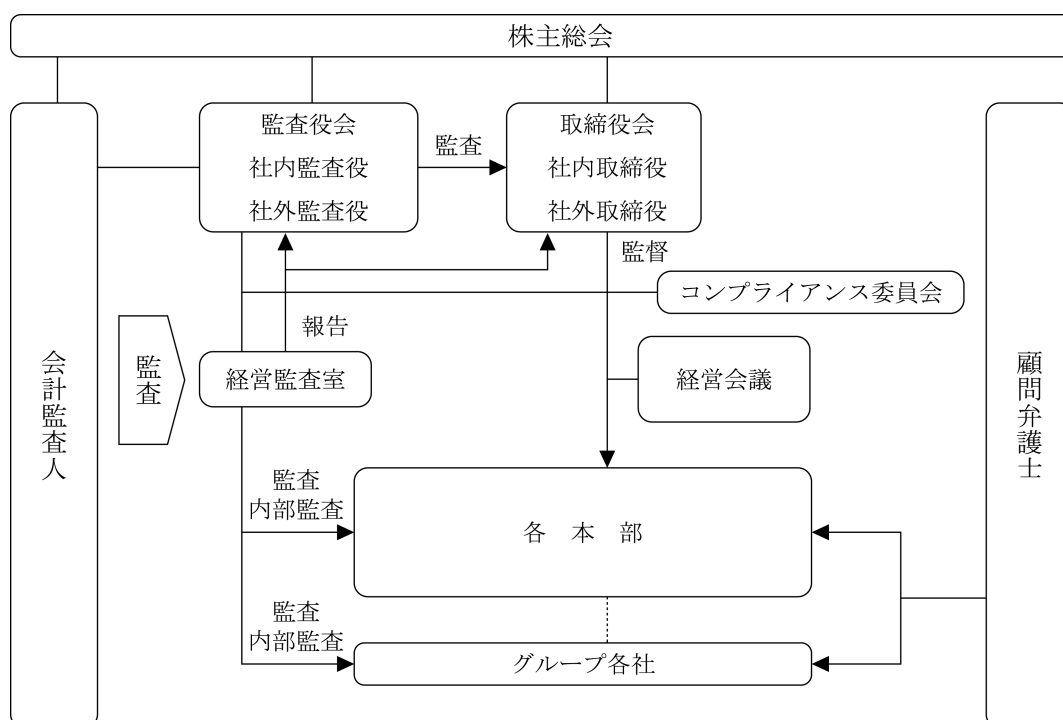 株主総会
監査役会
社内監査役
社外監査役
監査
取締役会
社内取締役
社外取締役
監督
コンプライアンス委員会
報告
会計監査人
監査
経営監査室
経営会議
顧問弁護士
監査
内部監査
各 本 部
監査
内部監査
グループ各社